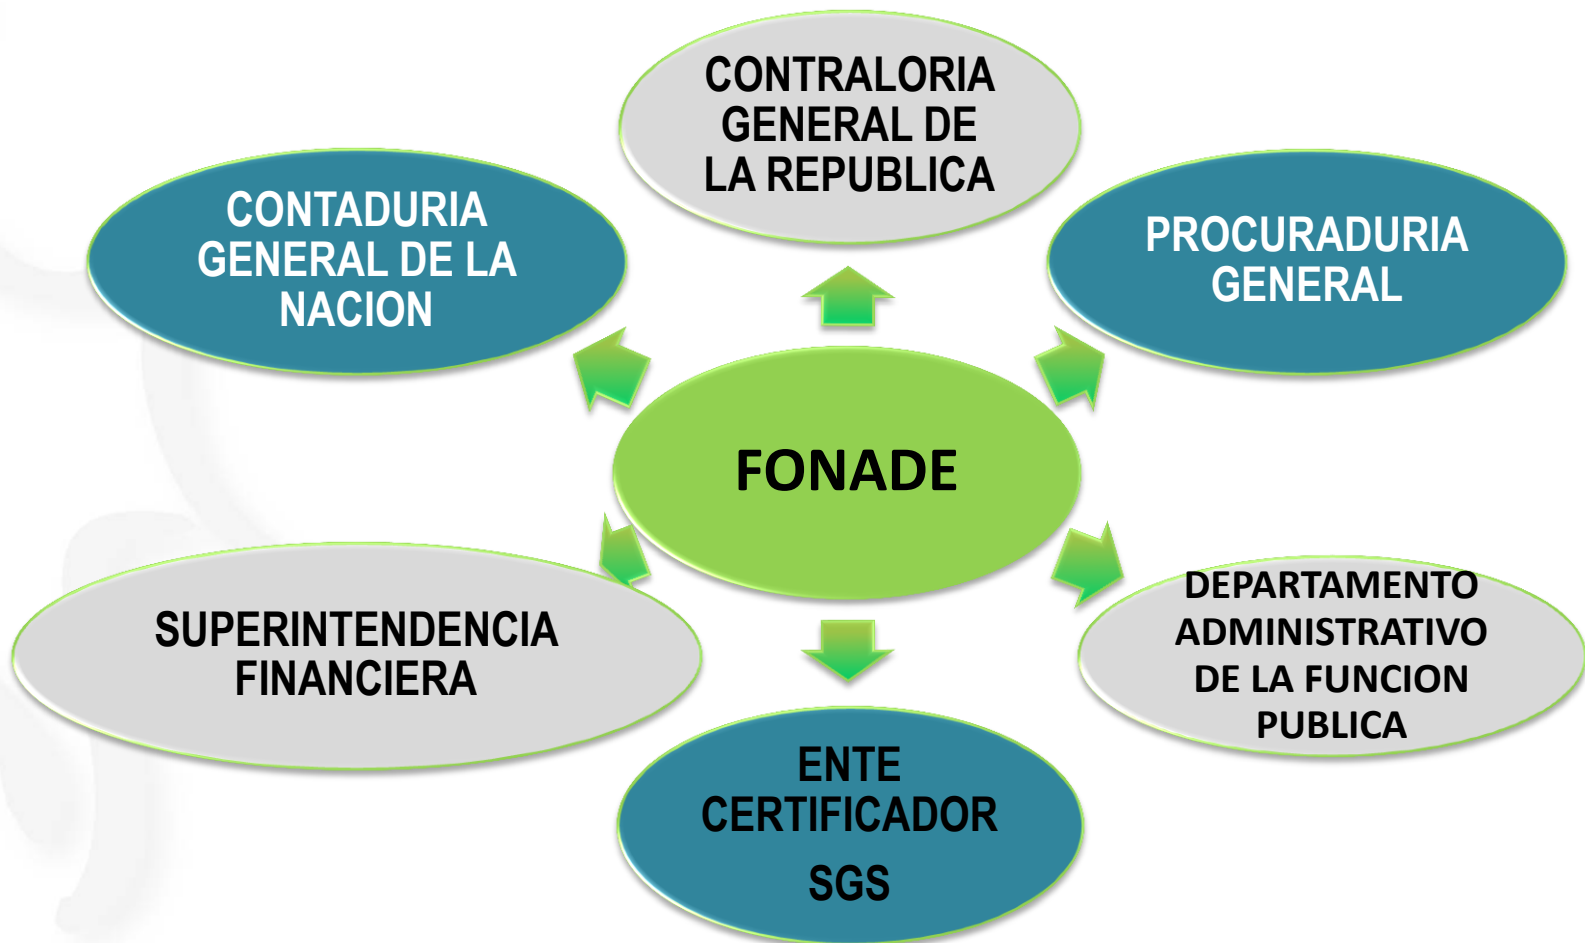 CONTRALORIA
GENERAL DE
LA REPUBLICA
CONTADURIA
GENERAL DE LA
NACION
PROCURADURIA
GENERAL
FONADE
SUPERINTENDENCIA
FINANCIERA
DEPARTAMENTO
ADMINISTRATIVO
DE LA FUNCION
PUBLICA
ENTE
CERTIFICADOR
SGS